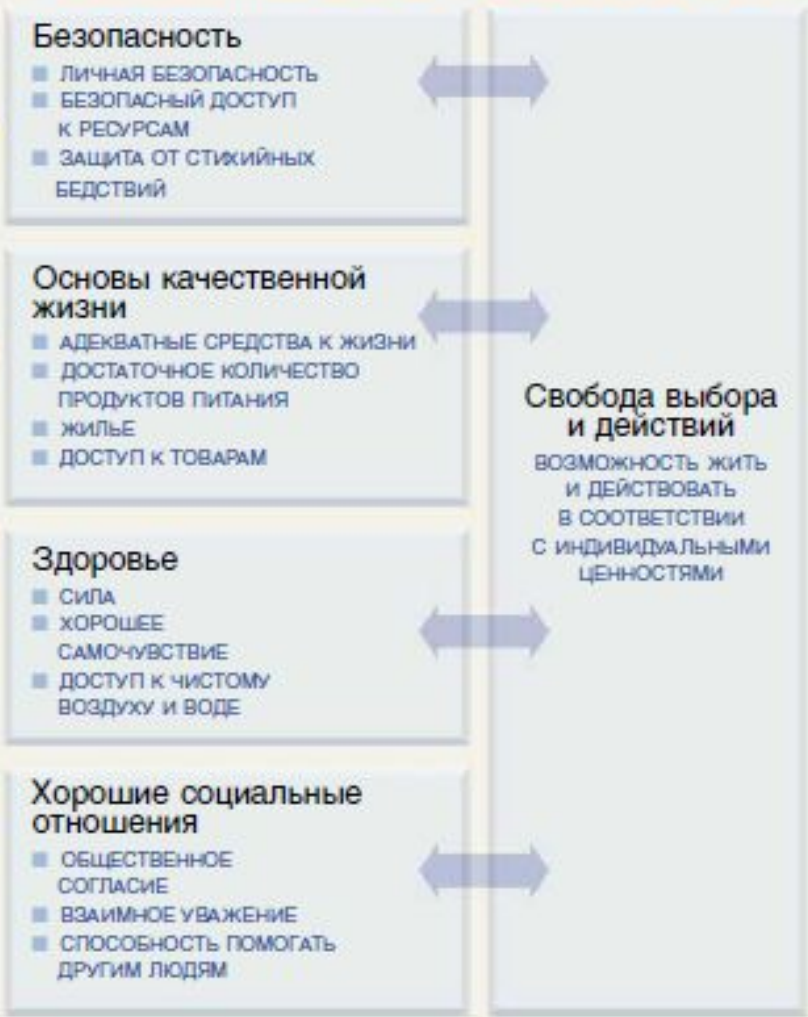 Безопасность
ЛИЧНАЯ БЕЗОПАСНОСТЬ
БЕЗОПАСНЫЙ ДОСТУП
К РЕСУРСАМ
ЗАЩИТА ОТ СТИХИЙНЫХ
БЕДСТВИЙ
Основы качественной
жизни
АДЕКВАТНЫЕ СРЕДСТВА К ЖИЗНИ
ДОСТАТОЧНОЕ КОЛИЧЕСТВО
ПРОДУКТОВ ПИТАНИЯ
ЖИЛЬЕ
ДОСТУП К ТОВАРАМ
Здоровье
СИЛА
ХОРОШЕЕ
САМОЧУВСТВИЕ
ДОСТУП К ЧИСТОМУ
ВОЗДУХУ И ВОДЕ
Хорошие социальные
отношения
ОБЩЕСТВЕННОЕ
СОГЛАСИЕ
ВЗАИМНОЕ УВАЖЕНИЕ
СПОСОБНОСТЬ ПОМОГАТЬ
ДРУГИМ ЛЮДЯМ
Свобода выбора
и действий
ВОЗМОЖНОСТЬ ЖИТЬ
И ДЕЙСТВОВАТЬ
В СООТВЕТСТВИИ
С ИНДИВИДУАЛЬНЫМИ
ЦЕННОСТЯМИ